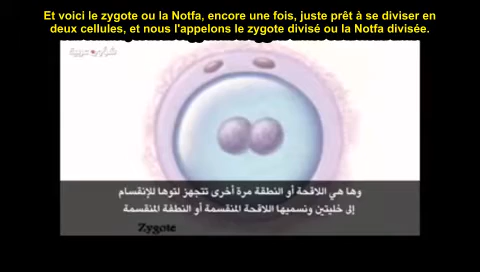 Et voici le zygote ou la Notfa, encore une fois, juste prêt à se diviser en
deux cellules, et nous l'appelons le zygote divisé ou la Notfa divisée.
وها هي اللاقحة أو النطفة مرة أخرى تتجهز لتوها للإنقسام
إلى خليتين ونسميها اللاقحة المنقسمة أو النطفة المنقسمة
Zygote